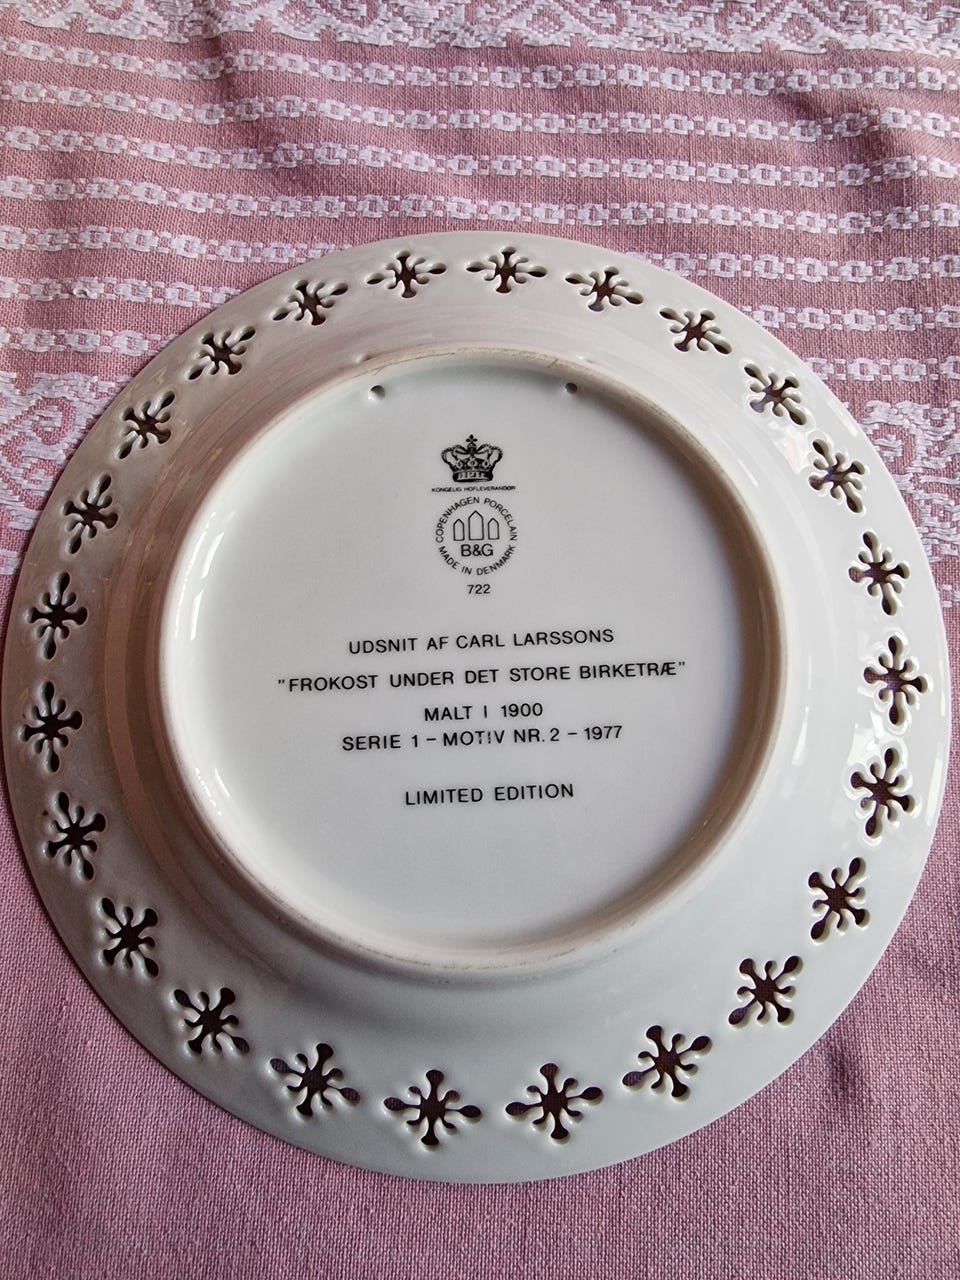 KONGELIG HOFLEVERANDØR
COPENHAGEN PORCELAIN
B&G
MADE IN DENMARK
722
UDSNIT AF CARL LARSSONS
"FROKOST UNDER DET STORE BIRKETRÆ"
MALT I 1900
SERIE 1 - MOTIV NR. 2 - 1977
LIMITED EDITION